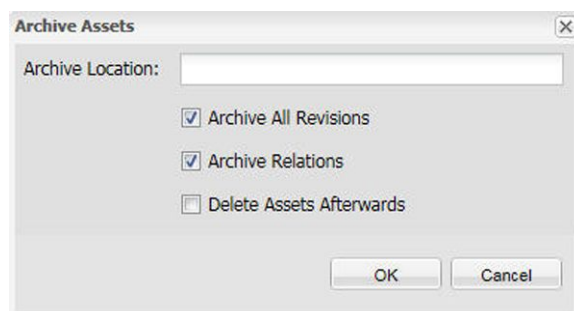 Archive Assets
Archive Location:
Archive All Revisions
Archive Relations
Delete Assets Afterwards
OK Cancel